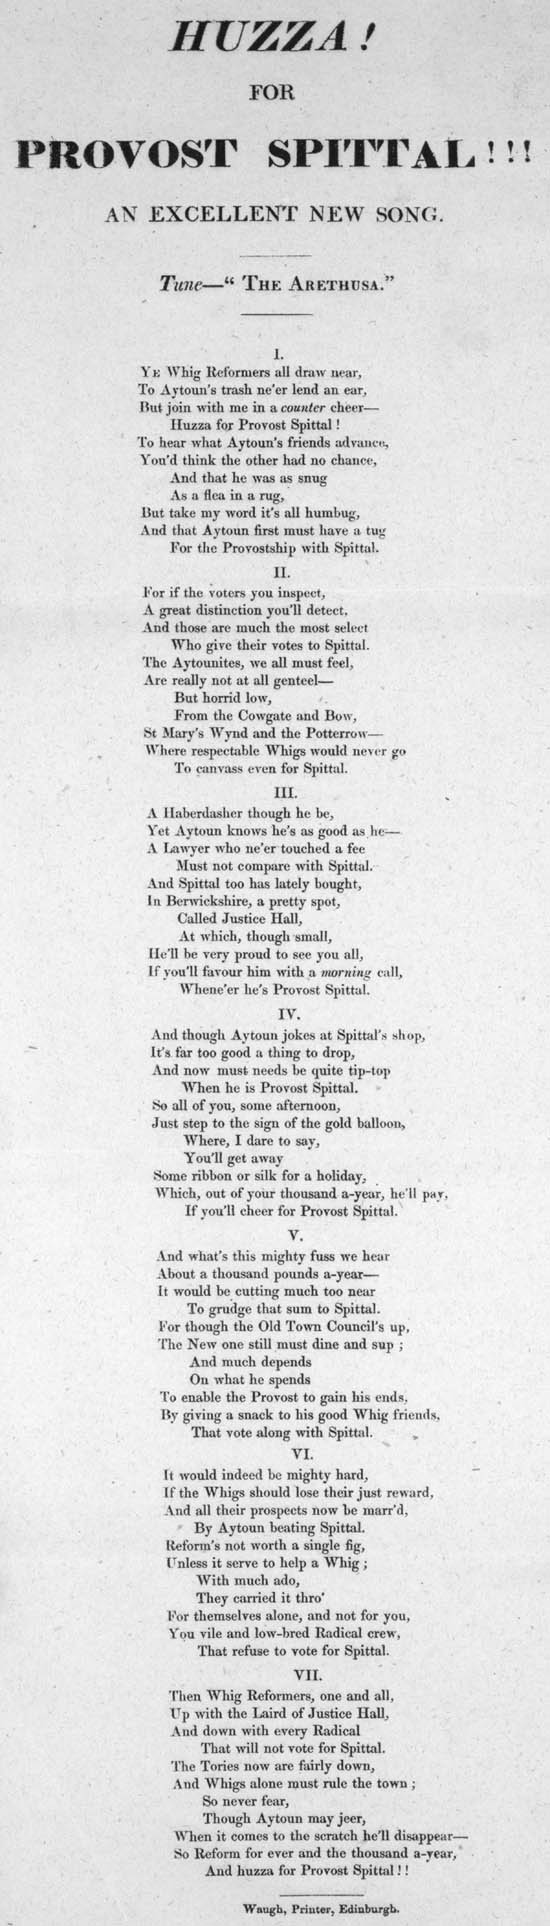 HUZZA!
FOR
PROVOST SPITTAL!!!
AN EXCELLENT NEW SONG.
Tune—“ THE ARETHUSA.”
I.
YE Whig Reformers all draw near,
To Aytoun's trash ne'er lend an ear,
But join with me in a counter cheer—
Huzza for Provost Spittal!
To hear what Aytoun's friends advance,
You'd think the other had no chance,
And that he was as snug
As a flea in a rug,
But take my word it's all humbug,
And that Aytoun first must have a tug
For the Provostship with Spittal.
II.
For if the voters you inspect,
A great distinction you'll detect,
And those are much the most select
Who give their votes to Spittal.
The Aytounites, we all must feel,
Are really not at all genteel—
But horrid low,
From the Cowgate and Bow,
St Mary's Wynd and the Potterrow—
Where respectable Whigs would never go
To canvass even for Spittal.
III.
A Haberdasher though he be,
Yet Aytoun knows he's as good as he—
A Lawyer who ne'er touched a fee
Must not compare with Spittal.
And Spittal too has lately bought,
In Berwickshire, a pretty spot,
Called Justice Hall,
At which, though small,
He'll be very proud to see you all,
If you'll favour him with a morning call,
Whene'er he's Provost Spittal.
IV.
And though Aytoun jokes at Spittal's shop,
It's far too good a thing to drop,
And now must needs be quite tip-top
When he is Provost Spittal.
So all of you, some afternoon,
Just step to the sign of the gold balloon,
Where, I dare to say,
You'll get away
Some ribbon or silk for a holiday,
Which, out of your thousand a-year, he'll pay,
If you'll cheer for Provost Spittal.
V.
And what's this mighty fuss we hear
About a thousand pounds a-year—
It would be cutting much too near
To grudge that sum to Spittal.
For though the Old Town Council's up,
The New one still must dine and sup;
And much depends
On what he spends
To enable the Provost to gain his ends,
By giving a snack to his good Whig friends,
That vote along with Spittal.
VI.
It would indeed be mighty hard,
If the Whigs should lose their just reward,
And all their prospects now be marr'd,
By Aytoun beating Spittal.
Reform's not worth a single fig,
Unless it serve to help a Whig;
With much ado,
They carried it thro'
For themselves alone, and not for you,
You vile and low-bred Radical crew,
That refuse to vote for Spittal.
VII.
Then Whig Reformers, one and all,
Up with the Laird of Justice Hall,
And down with every Radical
That will not vote for Spittal.
The Tories now are fairly down,
And Whigs alone must rule the town;
So never fear,
Though Aytoun may jeer,
When it comes to the scratch he'll disappear—
So Reform for ever and the thousand a-year,
And huzza for Provost Spittal!!
Waugh, Printer, Edinburgh.